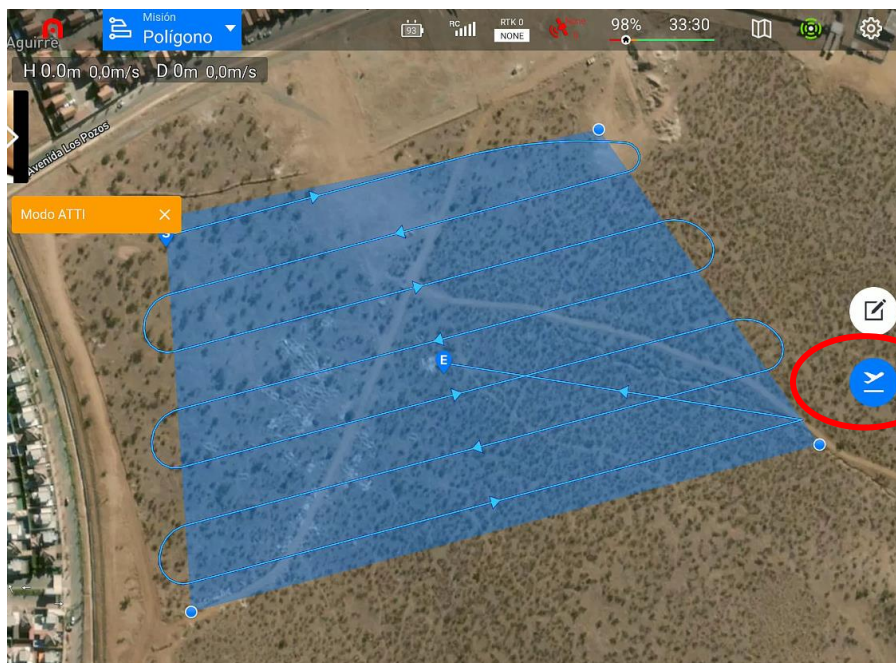 Misión
Polígono
Aguirre
93
RC
RTK 0
NONE
98%
33:30
H 0.0m 0,0m/s D 0m 0,0m/s
Avenida Los Pozos
Modo ATTI
S
E